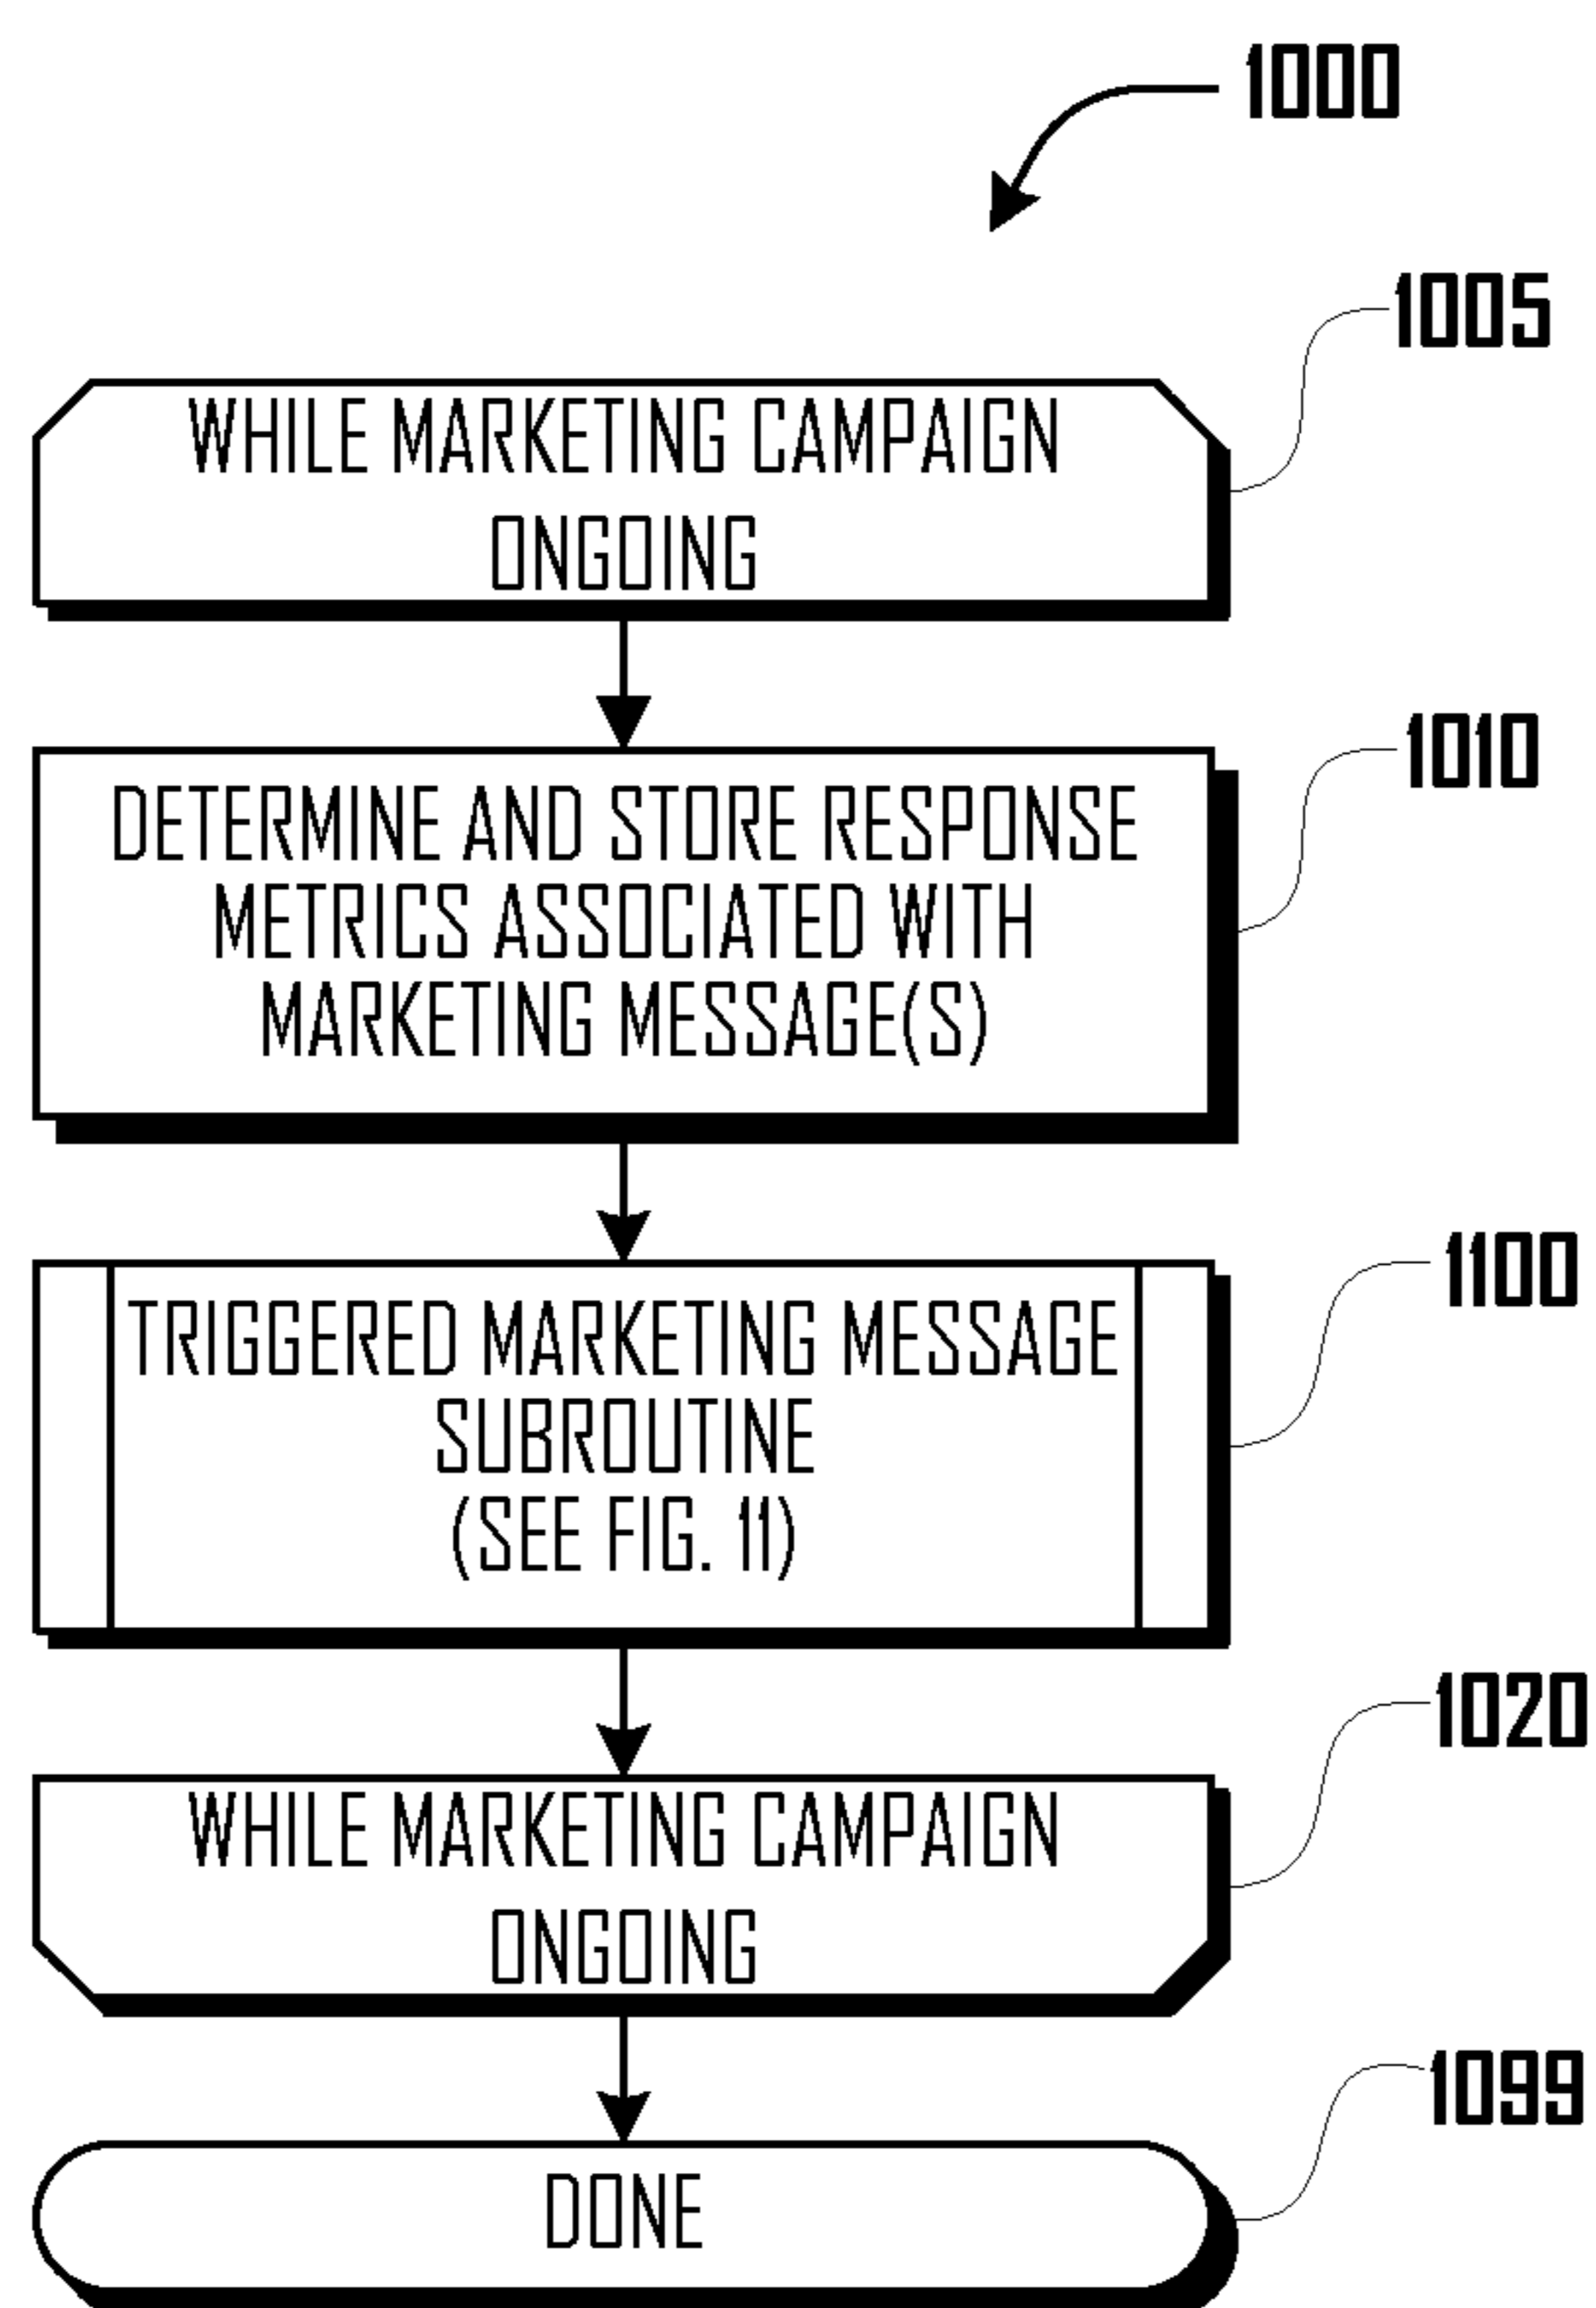 1000
1005
WHILE MARKETING CAMPAIGN
ONGOING
1010
DETERMINE AND STORE RESPONSE
METRICS ASSOCIATED WITH
MARKETING MESSAGE(S)
1100
TRIGGERED MARKETING MESSAGE
SUBROUTINE
(SEE FIG. 11)
1020
WHILE MARKETING CAMPAIGN
ONGOING
1099
DONE